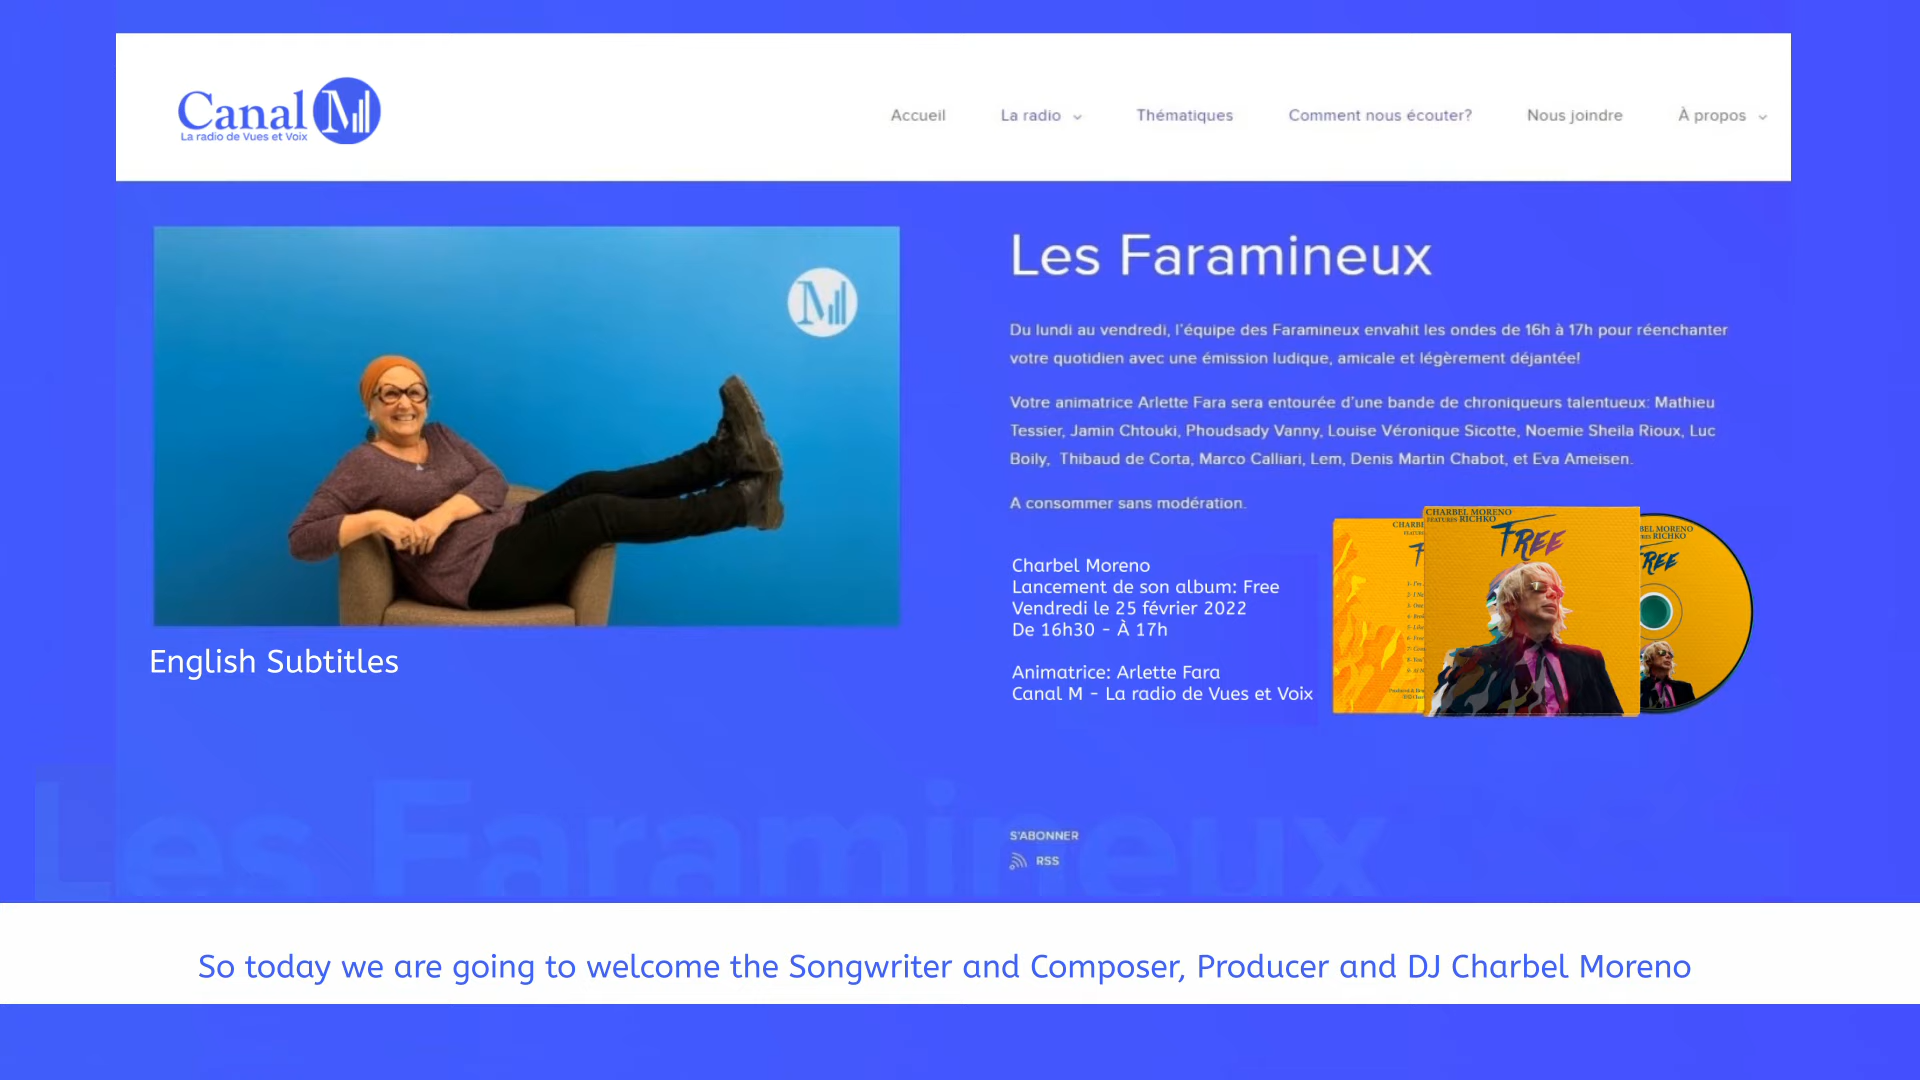 Canal M
La radio de Vues et Voix
Accueil
La radio
Thématiques
Comment nous écouter?
Nous joindre
À propos
M
Les Faramineux
Du lundi au vendredi, l'équipe des Faramineux envahit les ondes de 16h à 17h pour réenchanter
votre quotidien avec une émission ludique, amicale et légèrement déjantée!
Votre animatrice Arlette Fara sera entourée d'une bande de chroniqueurs talentueux: Mathieu
Tessier, Jamin Chtouki, Phoudsady Vanny, Louise Véronique Sicotte, Noemie Sheila Rioux, Luc
Boily, Thibaud de Corta, Marco Calliari, Lem, Denis Martin Chabot, et Eva Ameisen.
A consommer sans modération.
Charbel Moreno
Lancement de son album: Free
Vendredi le 25 février 2022
De 16h30 - À 17h
Animatrice: Arlette Fara
Canal M - La radio de Vues et Voix
CHARBEL MORENO
FEATURES RICHKO
FREE
MORENO
RICHKO
English Subtitles
Les Faramineux
S'ABONNER
RSS
So today we are going to welcome the Songwriter and Composer, Producer and DJ Charbel Moreno